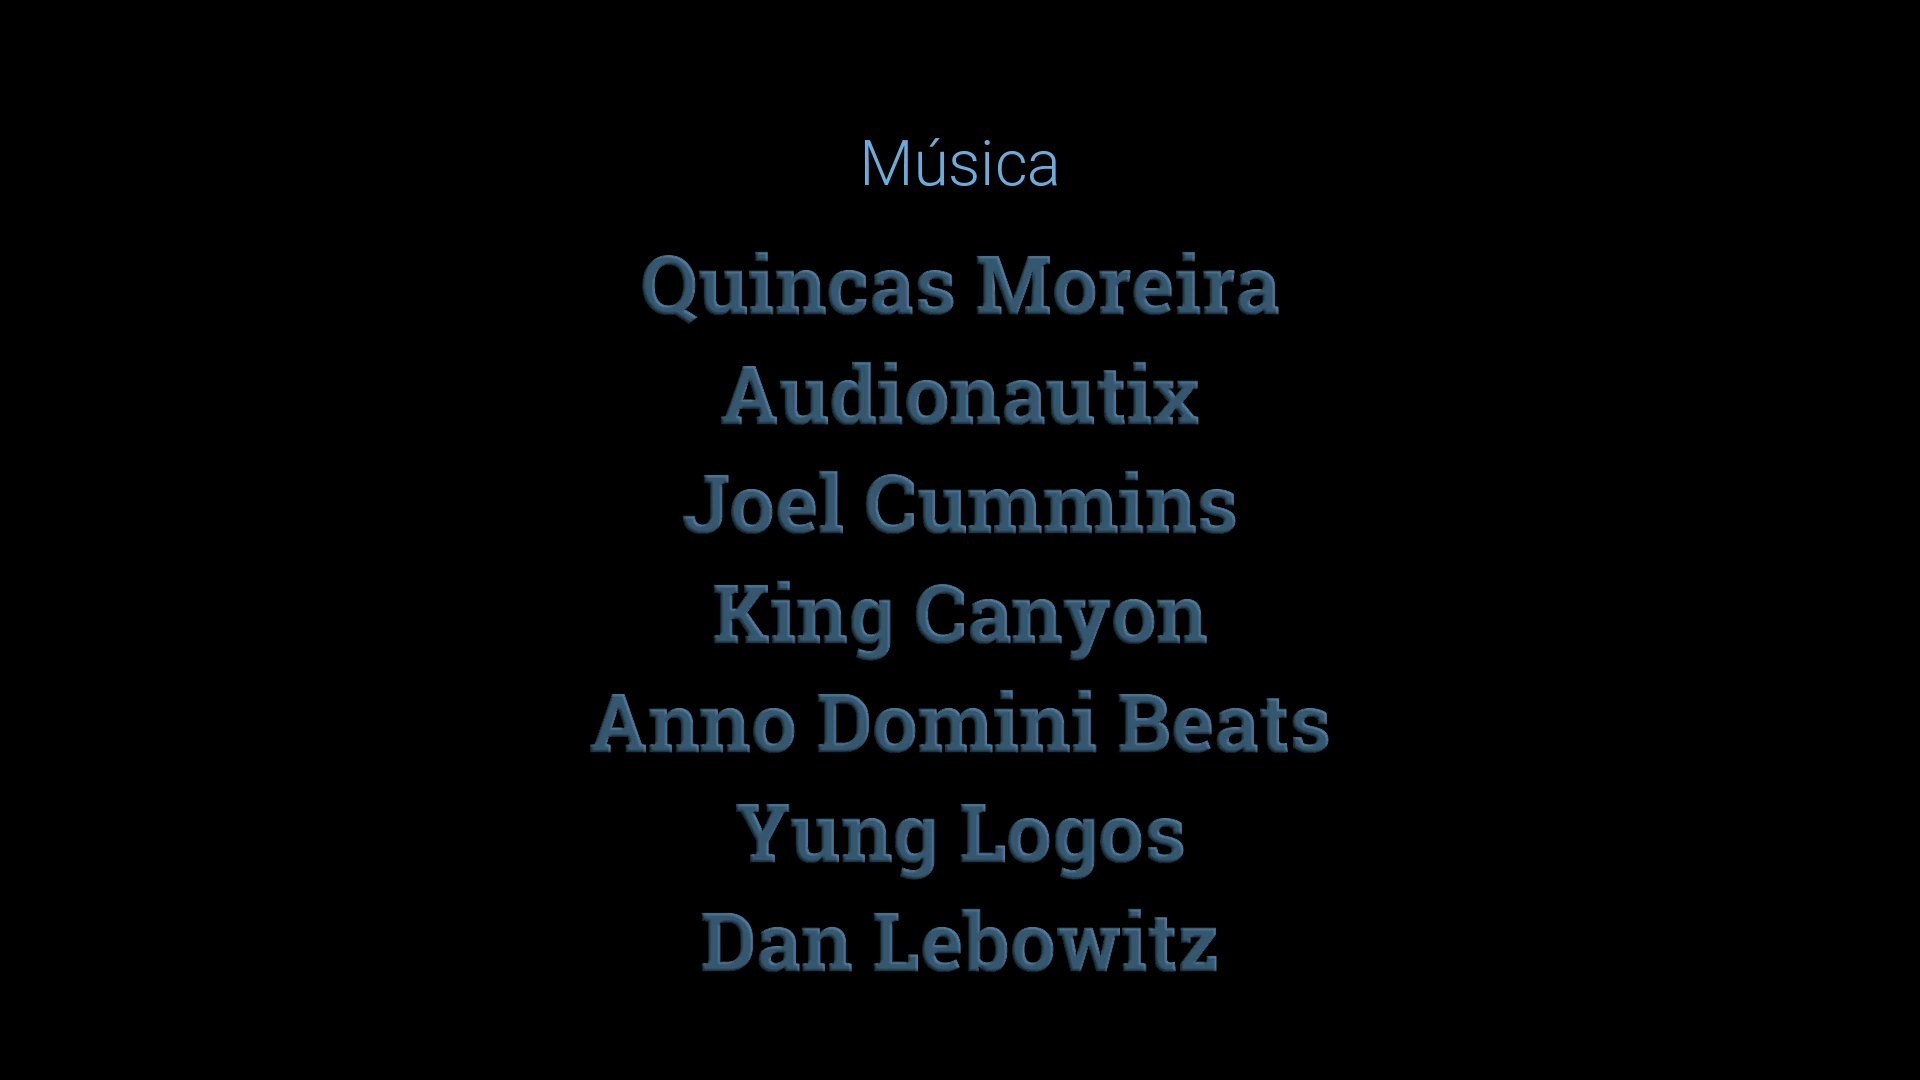 Música
Quincas Moreira
Audionautix
Joel Cummins
King Canyon
Anno Domini Beats
Yung Logos
Dan Lebowitz